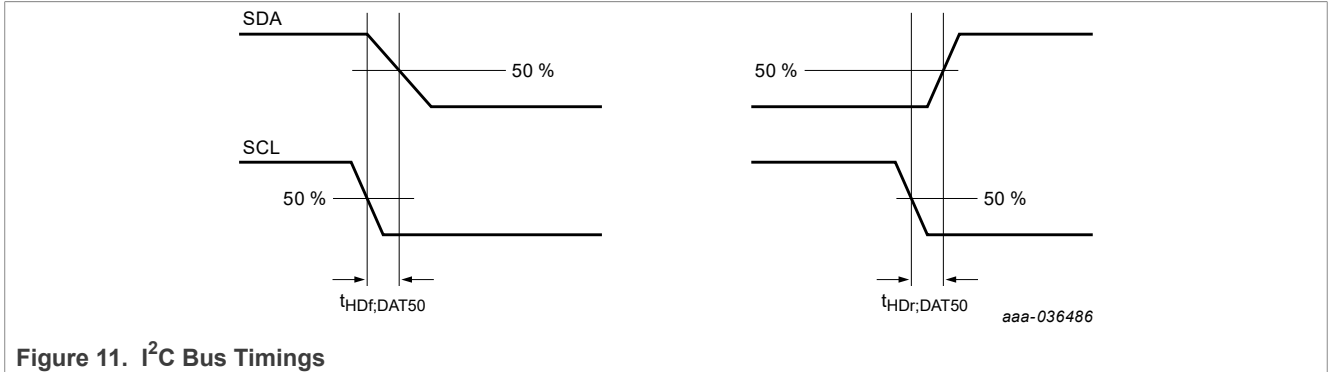 SDA
50 %
50 %
SCL
50 %
50 %
tHDf;DAT50
tHDr;DAT50
aaa-036486
Figure 11. I2C Bus Timings